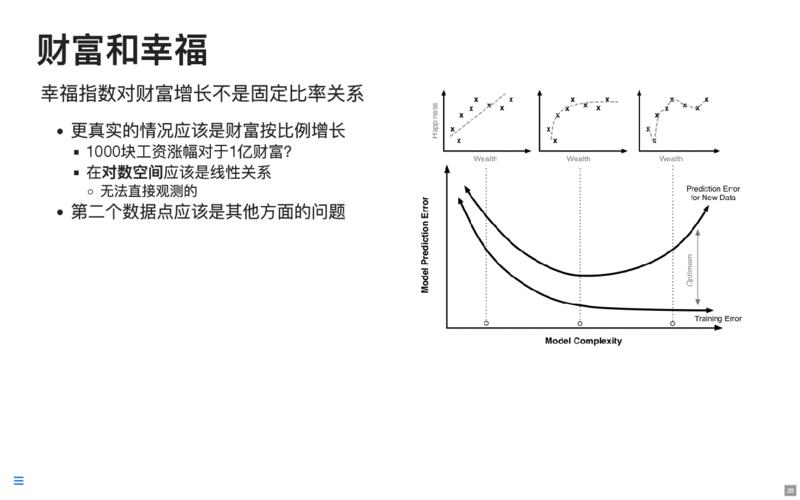 财富和幸福
幸福指数对财富增长不是固定比率关系
更真实的情况应该是财富按比例增长
1000块工资涨幅对于1亿财富?
在对数空间应该是线性关系
无法直接观测的
第二个数据点应该是其他方面的问题
Happiness
Wealth
Wealth
Wealth
Model Prediction Error
Prediction Error
for New Data
Optimism
Training Error
Model Complexity
28